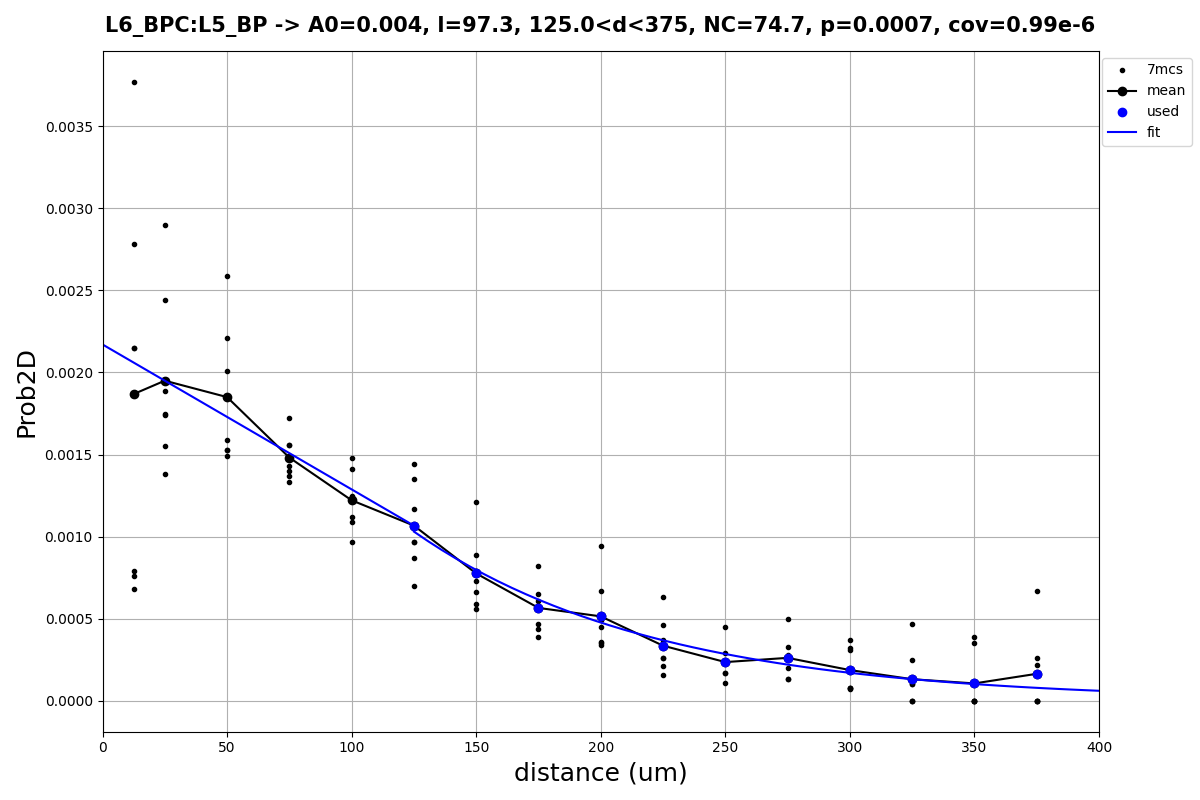 L6_BPC:L5_BP -> A0=0.004, l=97.3, 125.0<d<375, NC=74.7, p=0.0007, cov=0.99e-6
7mcs
mean
used
fit
0.0035
0.0030
0.0025
0.0020
0.0015
0.0010
0.0005
0.0000
Prob2D
0 50 100 150 200 250 300 350 400
distance (um)